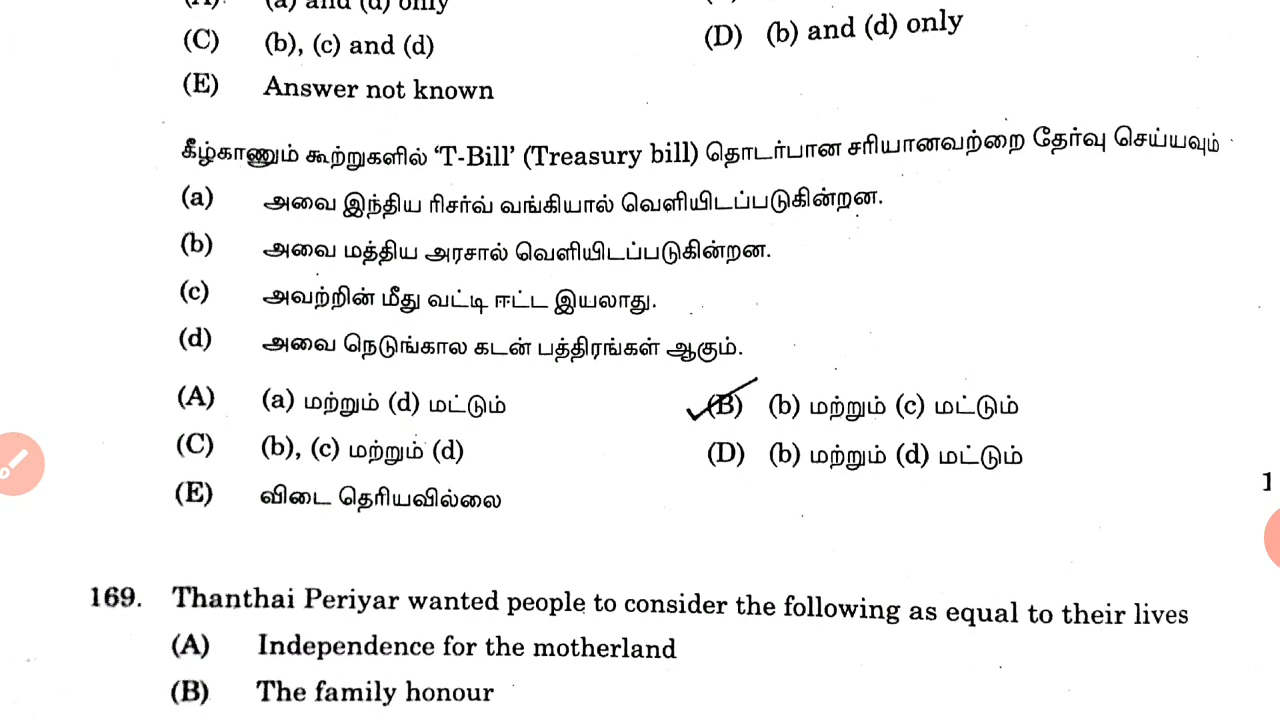 (A). (a) and (d) only
(C) (b), (c) and (d) (D) (b) and (d) only
(E) Answer not known
கீழ்காணும் கூற்றுகளில் ‘T-Bill’ (Treasury bill) தொடர்பான சரியானவற்றை தேர்வு செய்யவும்
(a) அவை இந்திய ரிசர்வ் வங்கியால் வெளியிடப்படுகின்றன.
(b) அவை மத்திய அரசால் வெளியிடப்படுகின்றன.
(c) அவற்றின் மீது வட்டி ஈட்ட இயலாது.
(d) அவை நெடுங்கால கடன் பத்திரங்கள் ஆகும்.
(A) (a) மற்றும் (d) மட்டும் (B) (b) மற்றும் (c) மட்டும்
(C) (b), (c) மற்றும் (d) (D) (b) மற்றும் (d) மட்டும்
(E) விடை தெரியவில்லை
1
169. Thanthai Periyar wanted people to consider the following as equal to their lives
(A) Independence for the motherland
(B) The family honour